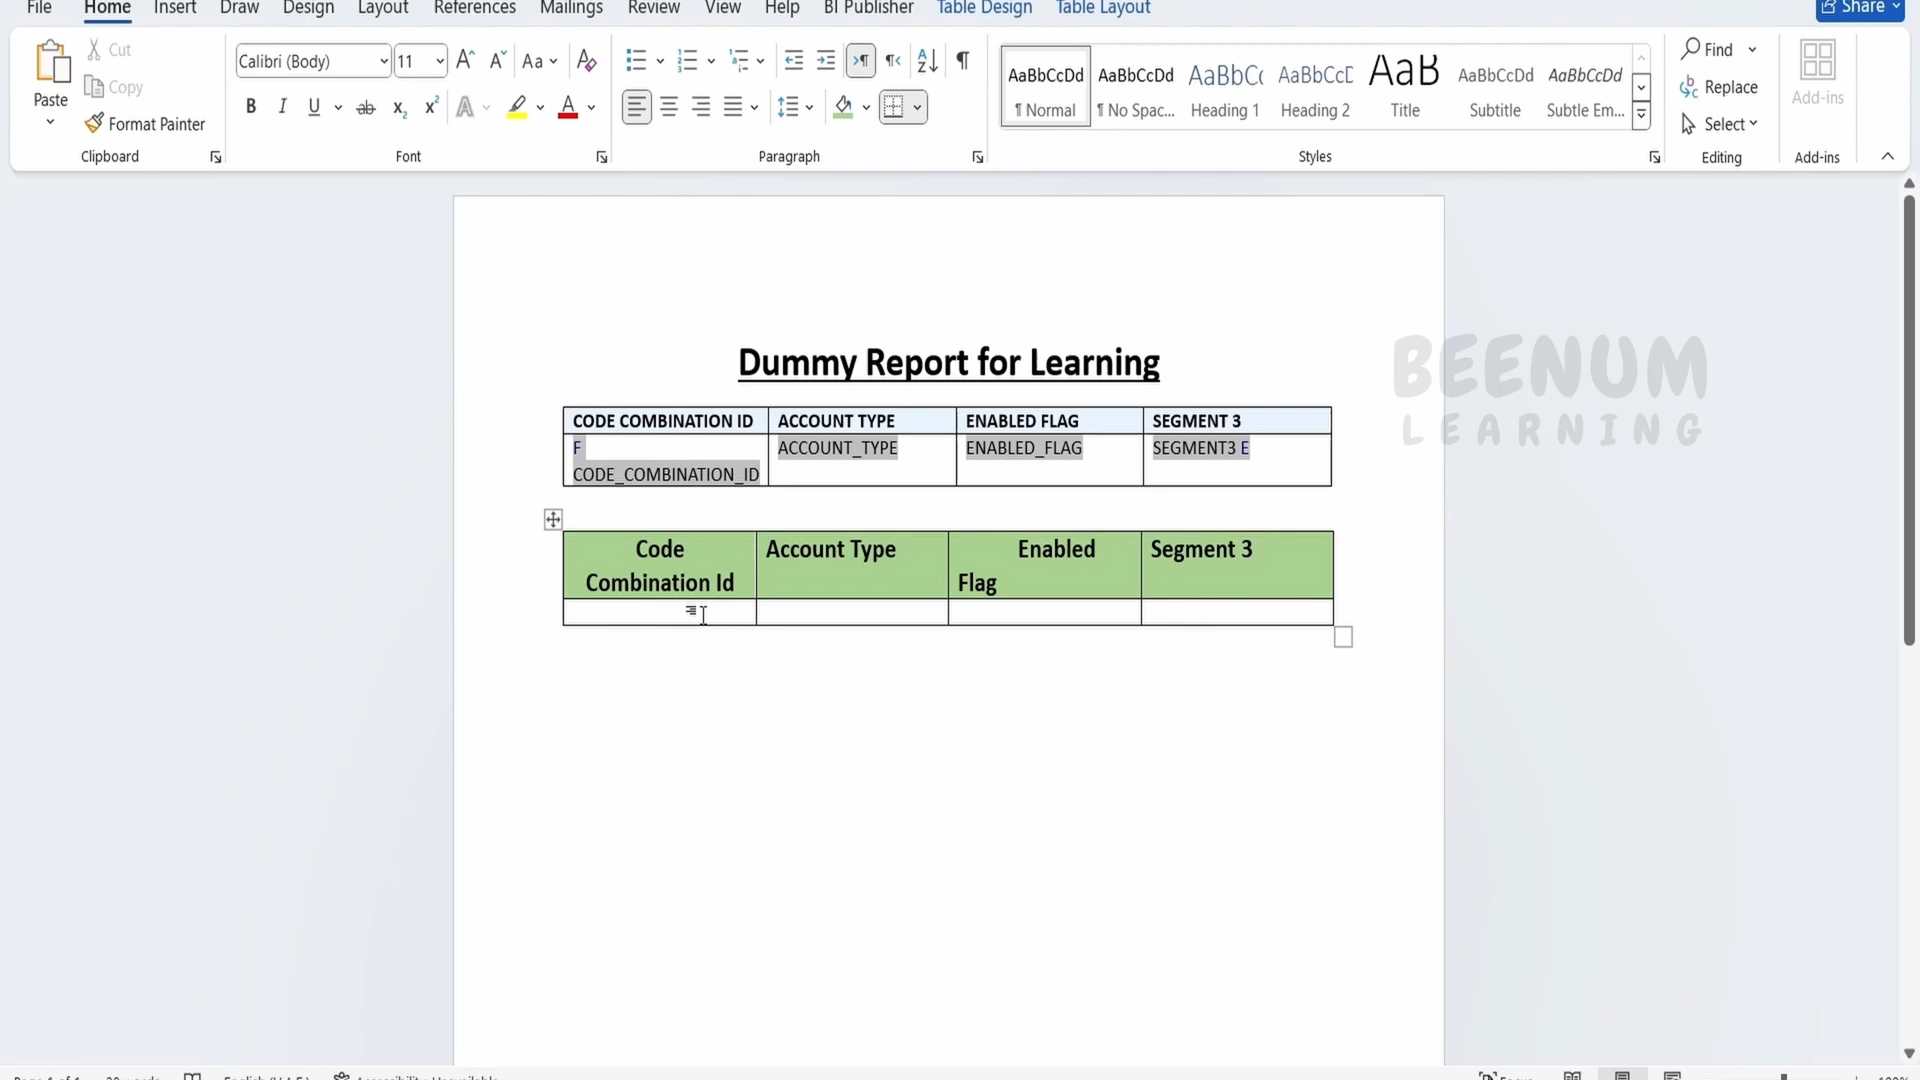 File Home Insert Draw Design Layout References Mailings Review View Help BI Publisher Table Design Table Layout Share
Paste
Cut
Copy
Format Painter
Clipboard
Calibri (Body) 11
Font
Paragraph
AaBbCcDd AaBbCcDd AaBbCc AaBbCcD AaB AaBbCcDd AaBbCcDd
¶ Normal ¶ No Spac... Heading 1 Heading 2 Title Subtitle Subtle Em...
Styles
Find
Replace
Select
Editing
Add-ins
Add-ins
Dummy Report for Learning
CODE COMBINATION ID ACCOUNT TYPE ENABLED FLAG SEGMENT 3
F ACCOUNT_TYPE ENABLED_FLAG SEGMENT3 E
CODE_COMBINATION_ID
Code Account Type Enabled Segment 3
Combination Id Flag
BEENUM
LEARNING